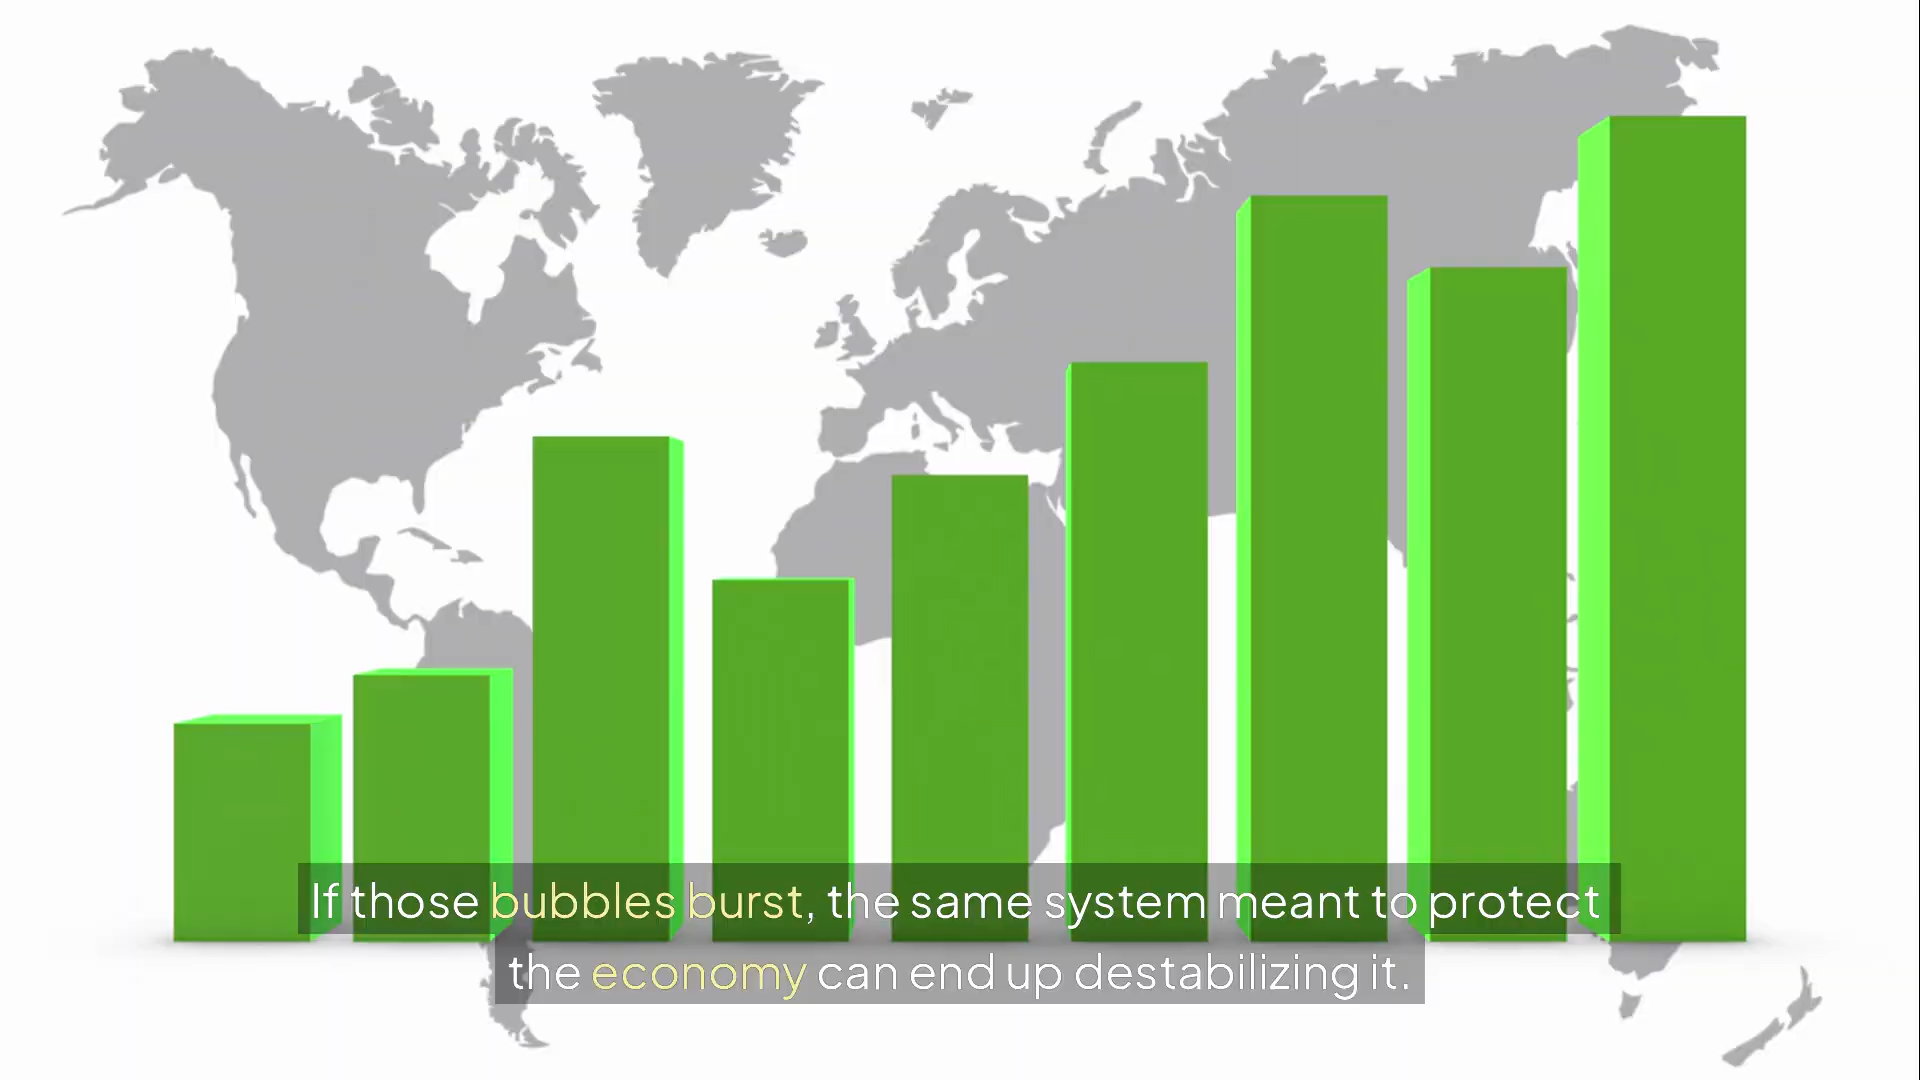 If those bubbles burst, the same system meant to protect
the economy can end up destabilizing it.